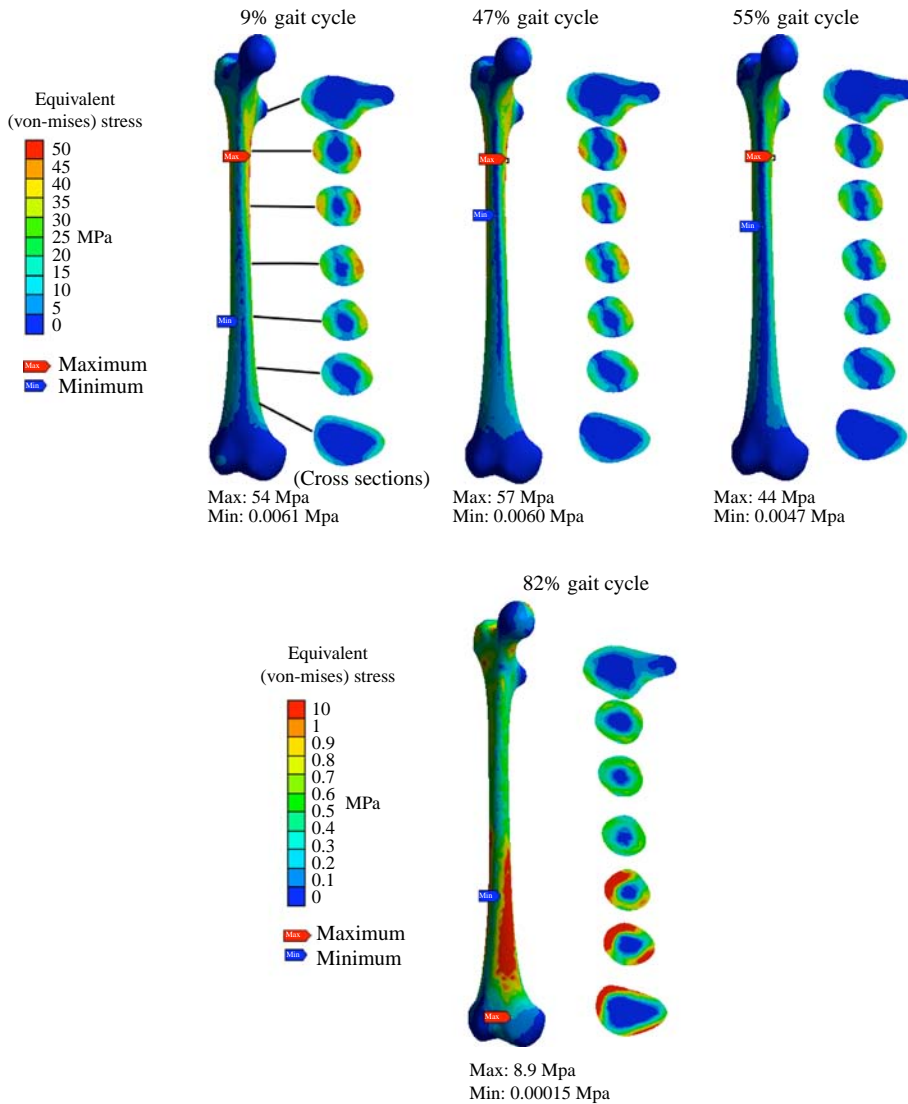 9% gait cycle
47% gait cycle
55% gait cycle
Equivalent
(von-mises) stress
50
45
40
35
30
25
20
15
10
5
0
MPa
Max
Maximum
Min
Minimum
Max
Min
Max
Min
Max
Min
(Cross sections)
Max: 54 Mpa
Min: 0.0061 Mpa
Max: 57 Mpa
Min: 0.0060 Mpa
Max: 44 Mpa
Min: 0.0047 Mpa
82% gait cycle
Equivalent
(von-mises) stress
10
1
0.9
0.8
0.7
0.6
0.5
0.4
0.3
0.2
0.1
0
MPa
Max
Maximum
Min
Minimum
Min
Max
Max: 8.9 Mpa
Min: 0.00015 Mpa